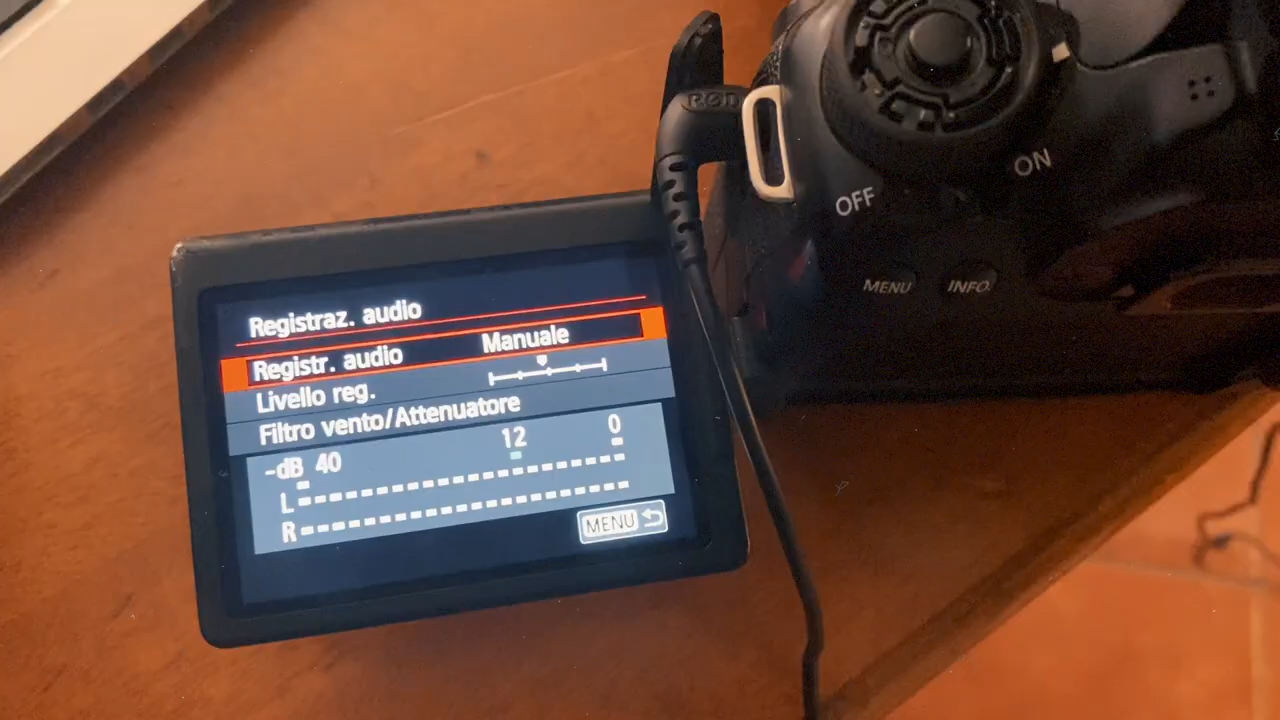 RØD
ON
OFF
MENU
INFO.
Registraz. audio
Registr. audio Manuale
Livello reg.
Filtro vento/Attenuatore
-dB 40 12 0
L
R
MENU